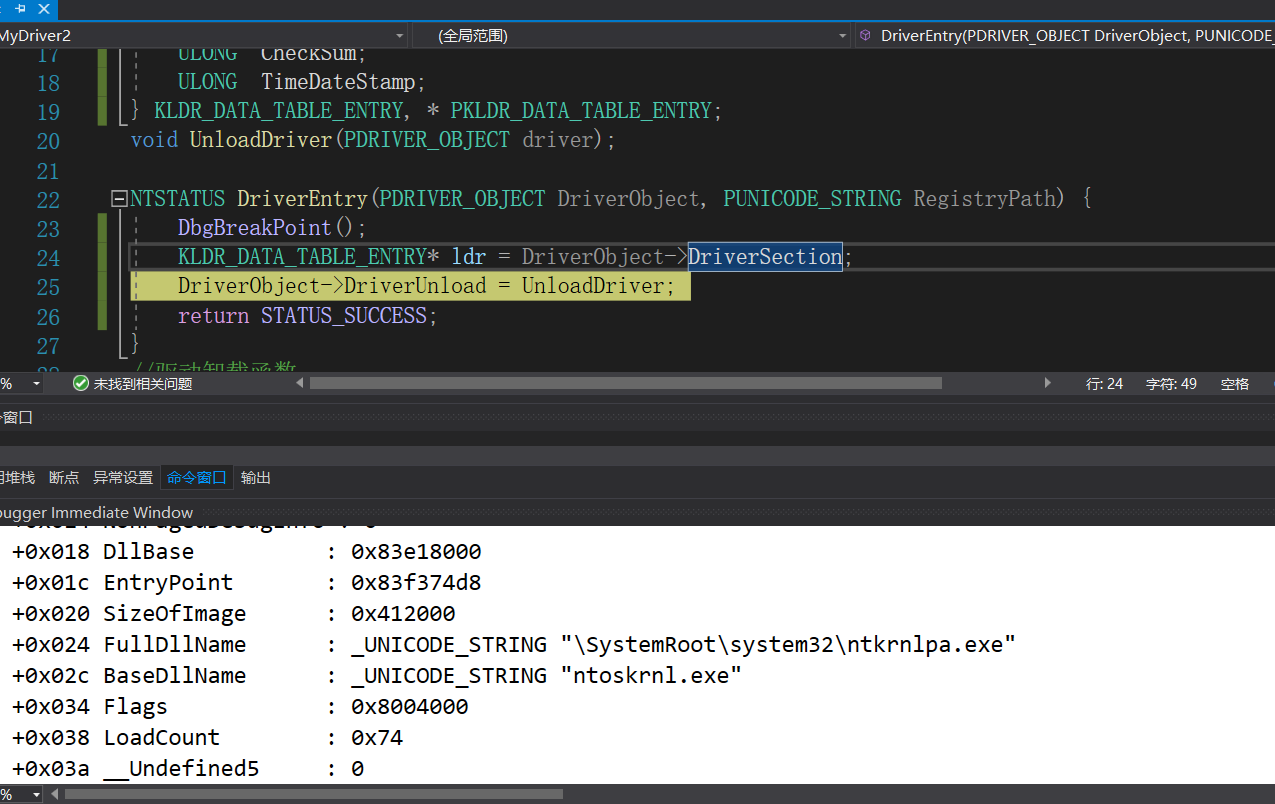 MyDriver2 (全局范围) DriverEntry(PDRIVER_OBJECT DriverObject, PUNICODE_
17 ULONG CheckSum;
18 ULONG TimeDateStamp;
19 } KLDR_DATA_TABLE_ENTRY, * PKLDR_DATA_TABLE_ENTRY;
20 void UnloadDriver(PDRIVER_OBJECT driver);
21
22 NTSTATUS DriverEntry(PDRIVER_OBJECT DriverObject, PUNICODE_STRING RegistryPath) {
23 DbgBreakPoint();
24 KLDR_DATA_TABLE_ENTRY* ldr = DriverObject->DriverSection;
25 DriverObject->DriverUnload = UnloadDriver;
26 return STATUS_SUCCESS;
27 }
//驱动卸载函数
% 未找到相关问题 行: 24 字符: 49 空格
窗口
堆栈 断点 异常设置 命令窗口 输出
bugger Immediate Window
+0x018 DllBase : 0x83e18000
+0x01c EntryPoint : 0x83f374d8
+0x020 SizeOfImage : 0x412000
+0x024 FullDllName : _UNICODE_STRING "\SystemRoot\system32\ntkrnlpa.exe"
+0x02c BaseDllName : _UNICODE_STRING "ntoskrnl.exe"
+0x034 Flags : 0x8004000
+0x038 LoadCount : 0x74
+0x03a __Undefined5 : 0
%